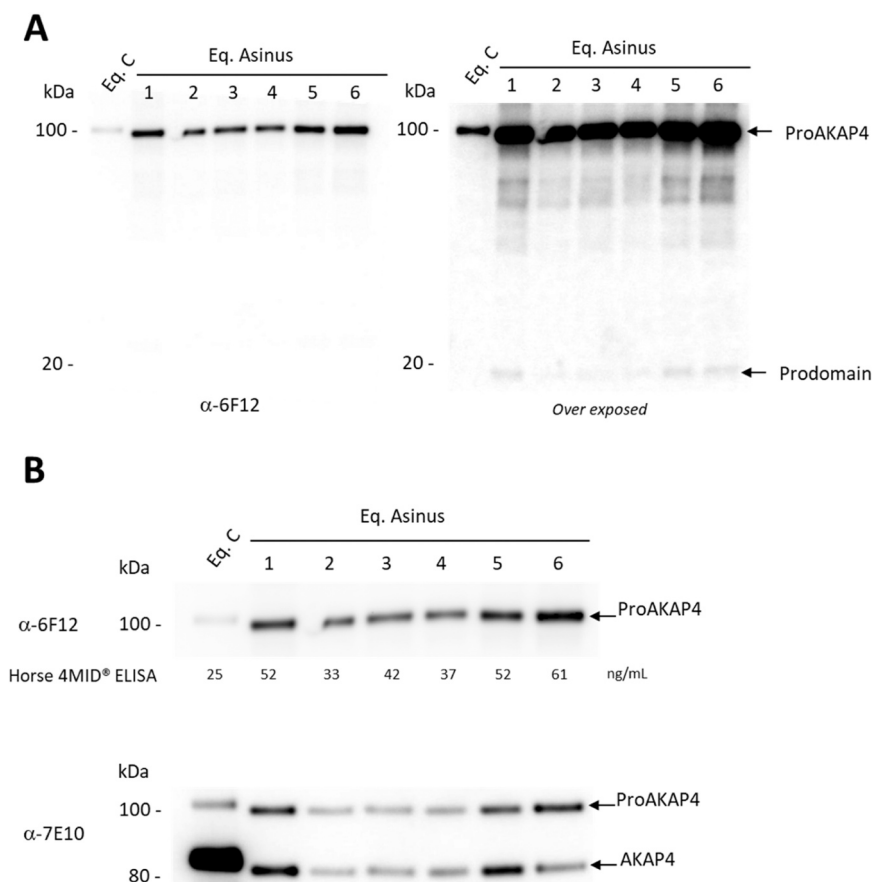 A
Eq. C Eq. Asinus
kDa 1 2 3 4 5 6
100 -
20 -
α-6F12
Eq. C Eq. Asinus
kDa 1 2 3 4 5 6
100 - ProAKAP4
20 - Prodomain
Over exposed
B
Eq. C Eq. Asinus
kDa 1 2 3 4 5 6
α-6F12 100 - ProAKAP4
Horse 4MID® ELISA 25 52 33 42 37 52 61 ng/mL
kDa
100 - ProAKAP4
α-7E10
80 - AKAP4